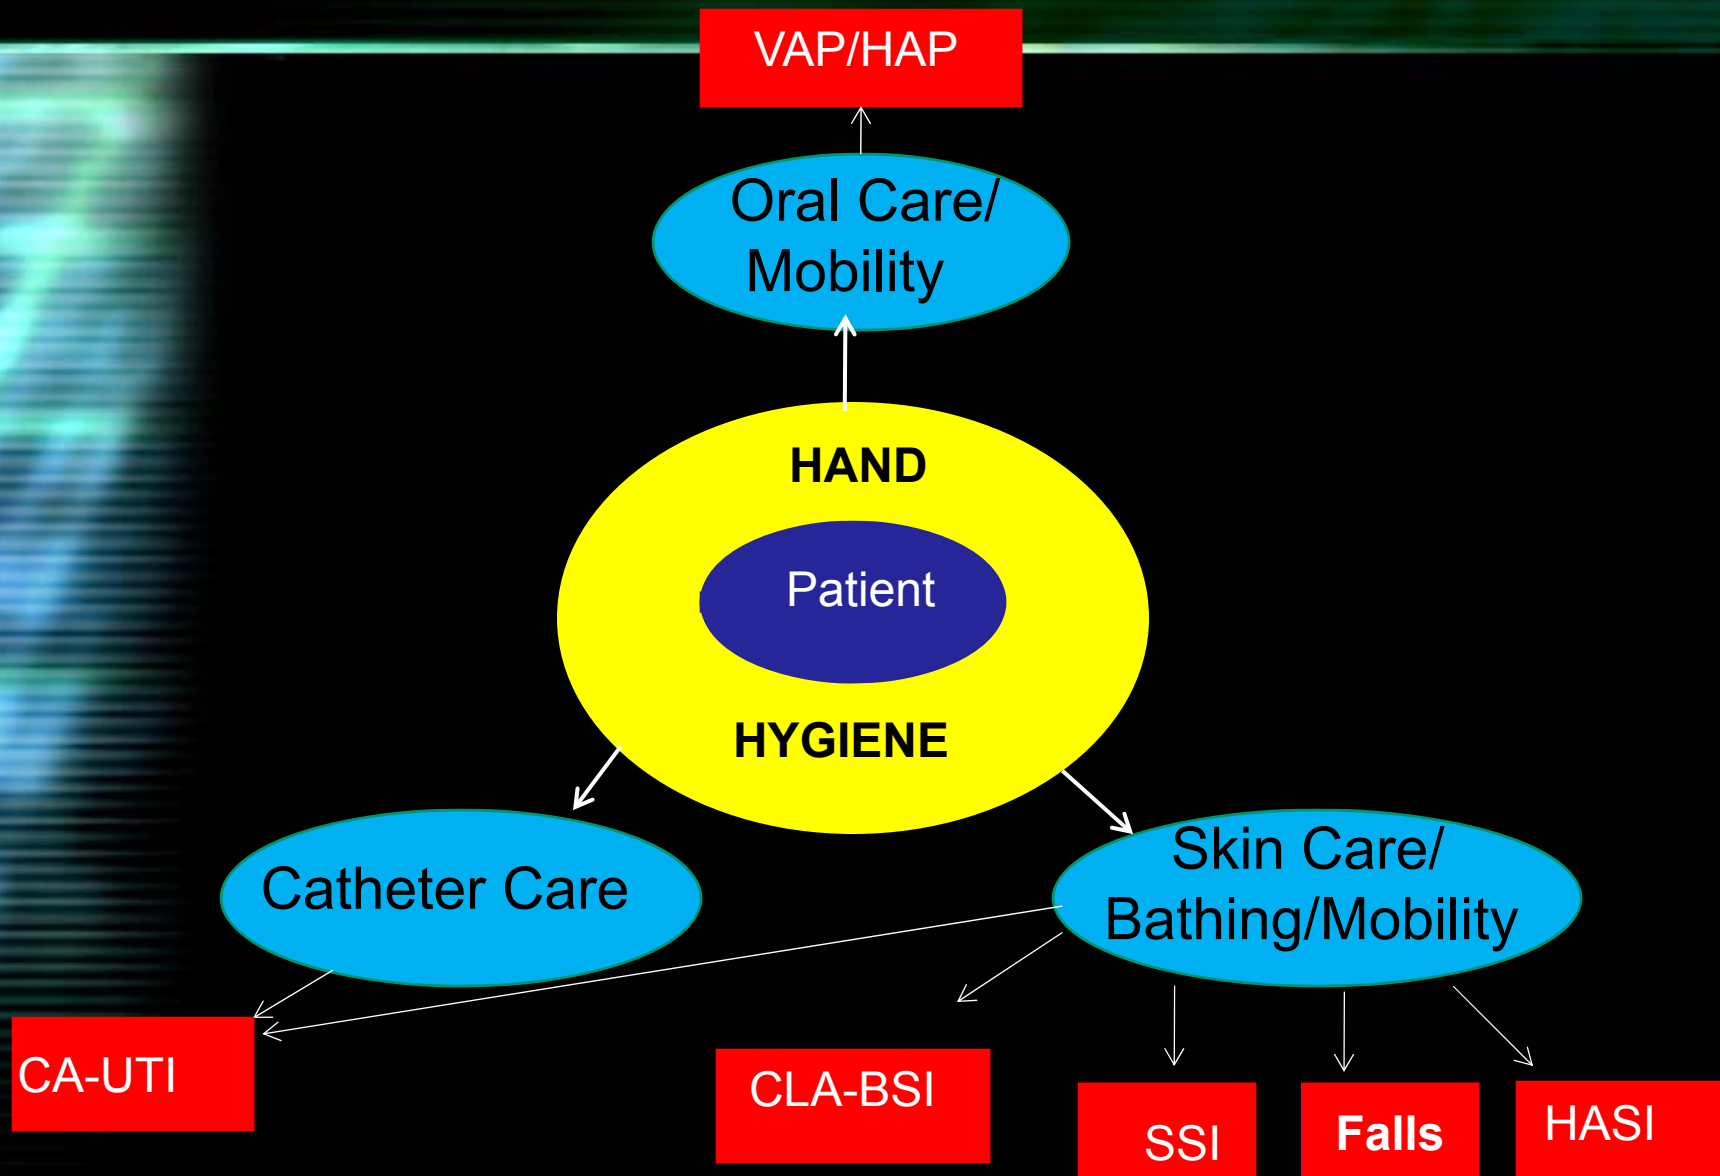 VAP/HAP
Oral Care/
Mobility
HAND
Patient
HYGIENE
Catheter Care
Skin Care/
Bathing/Mobility
CA-UTI
CLA-BSI
SSI
Falls
HASI